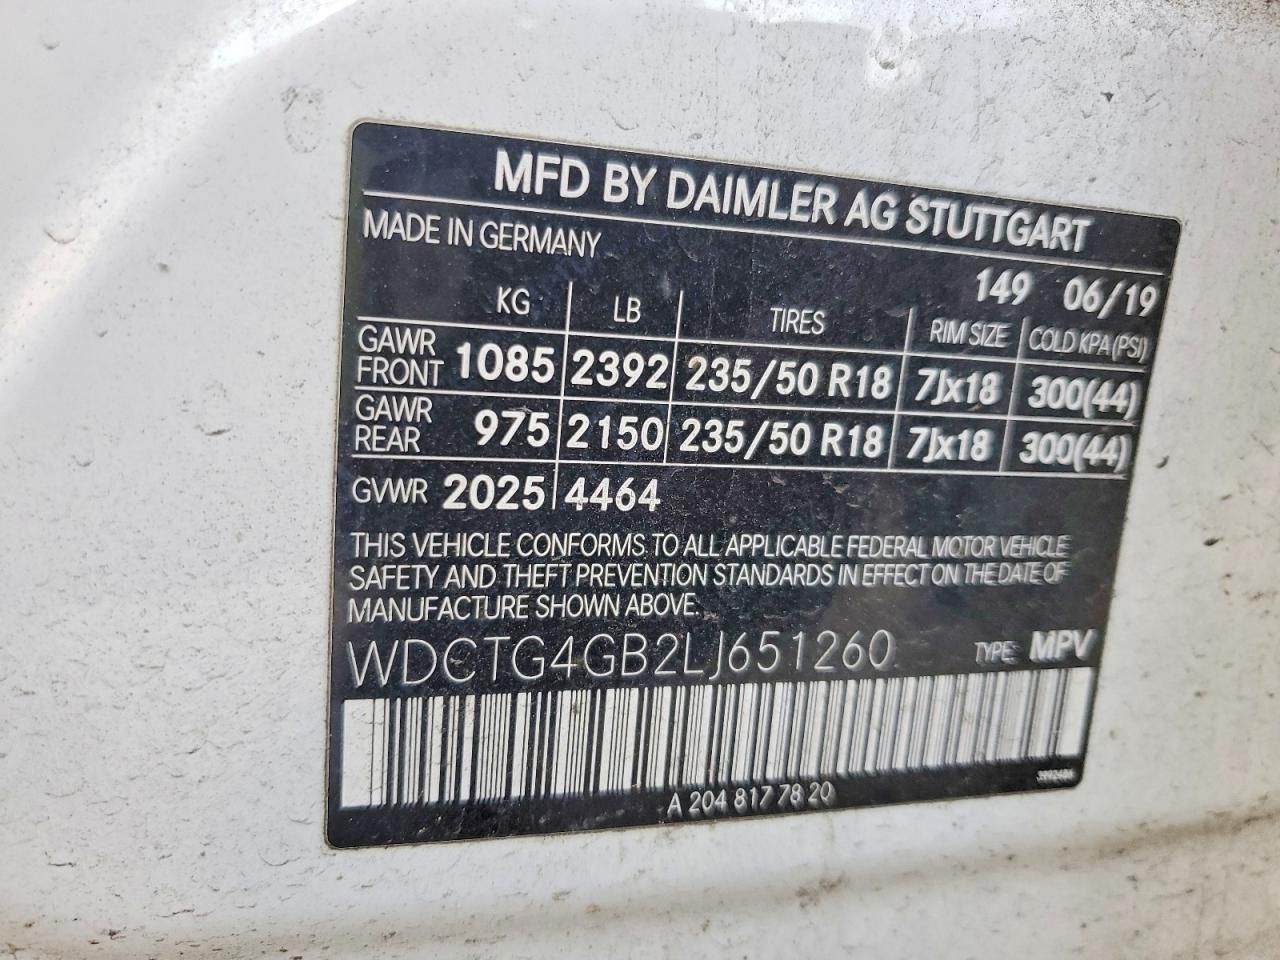 MFD BY DAIMLER AG STUTTGART
MADE IN GERMANY
149 06/19
KG LB TIRES RIM SIZE COLD KPA (PSI)
GAWR FRONT 1085 2392 235/50 R18 7Jx18 300(44)
GAWR REAR 975 2150 235/50 R18 7Jx18 300(44)
GVWR 2025 4464
THIS VEHICLE CONFORMS TO ALL APPLICABLE FEDERAL MOTOR VEHICLE
SAFETY AND THEFT PREVENTION STANDARDS IN EFFECT ON THE DATE OF
MANUFACTURE SHOWN ABOVE.
WDCTG4GB2LJ651260 TYPE: MPV
A 204 817 78 20